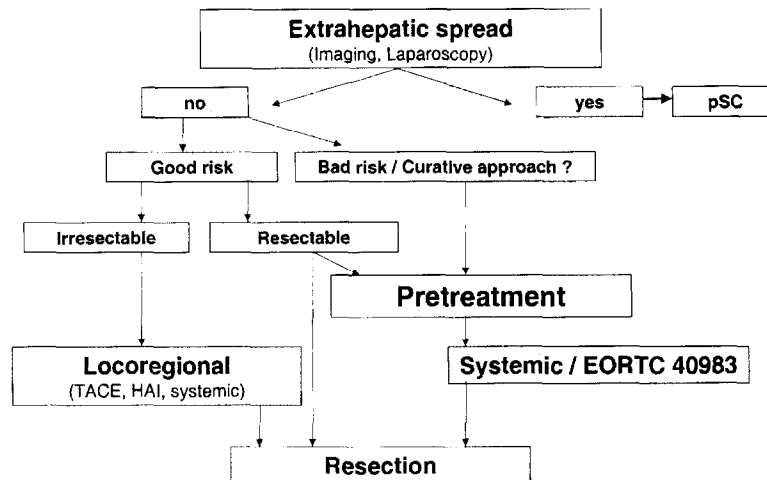 Extrahepatic spread
(Imaging, Laparoscopy)
no
yes
pSC
Good risk
Bad risk / Curative approach ?
Irresectable
Resectable
Pretreatment
Locoregional
(TACE, HAI, systemic)
Systemic / EORTC 40983
Resection